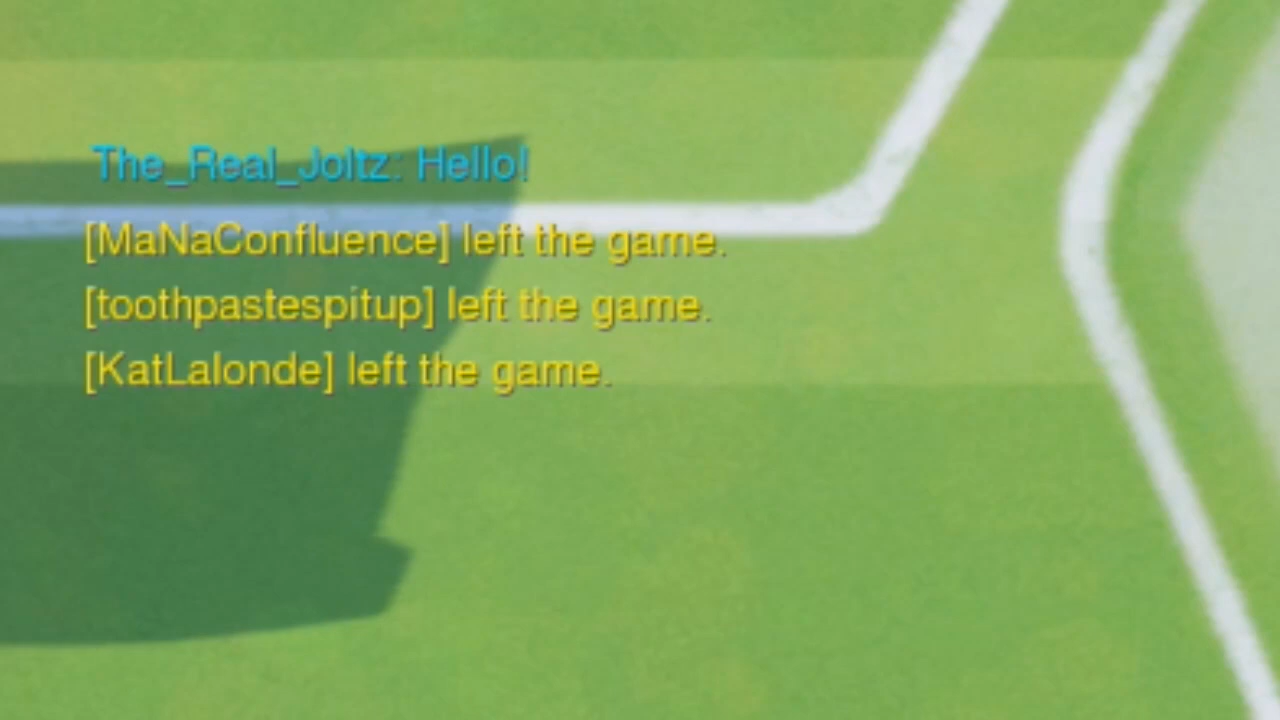 The_Real_Joltz: Hello!
[MaNaConfluence] left the game.
[toothpastespitup] left the game.
[KatLalonde] left the game.